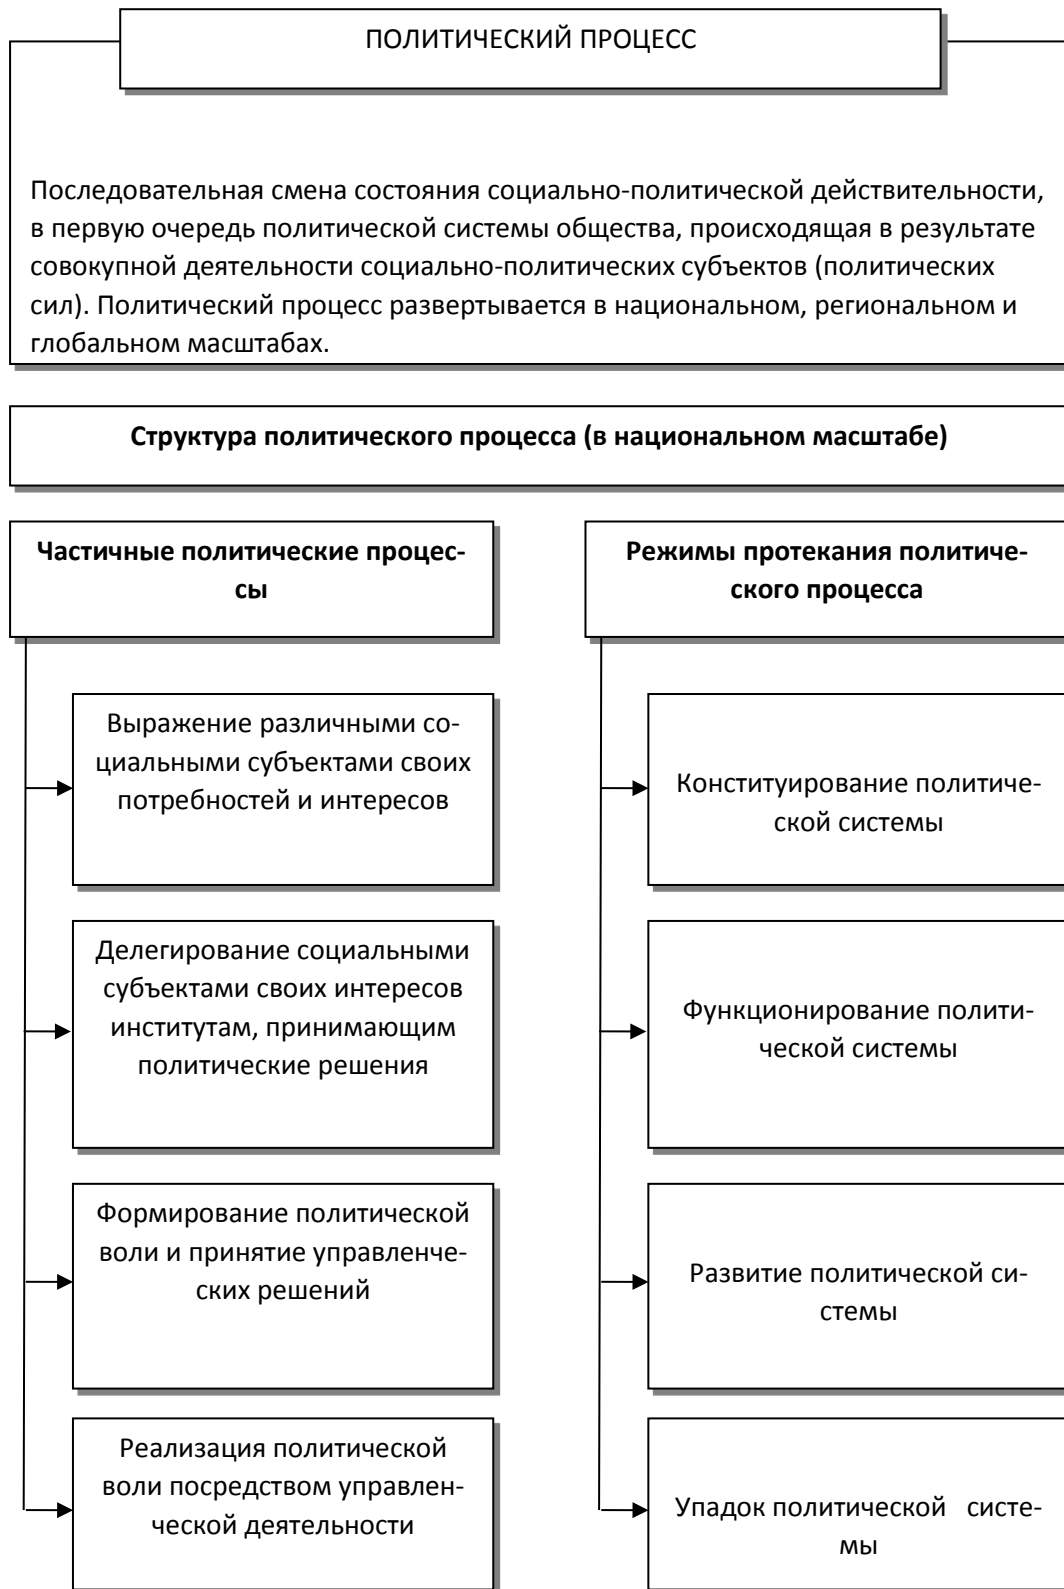 ПОЛИТИЧЕСКИЙ ПРОЦЕСС
Последовательная смена состояния социально-политической действительности,
в первую очередь политической системы общества, происходящая в результате
совокупной деятельности социально-политических субъектов (политических
сил). Политический процесс развертывается в национальном, региональном и
глобальном масштабах.
Структура политического процесса (в национальном масштабе)
Частичные политические процес-
сы
Выражение различными со-
циальными субъектами своих
потребностей и интересов
Делегирование социальными
субъектами своих интересов
институтам, принимающим
политические решения
Формирование политической
воли и принятие управленче-
ских решений
Реализация политической
воли посредством управлен-
ческой деятельности
Режимы протекания политиче-
ского процесса
Конституирование политиче-
ской системы
Функционирование полити-
ческой системы
Развитие политической си-
стемы
Упадок политической систе-
мы